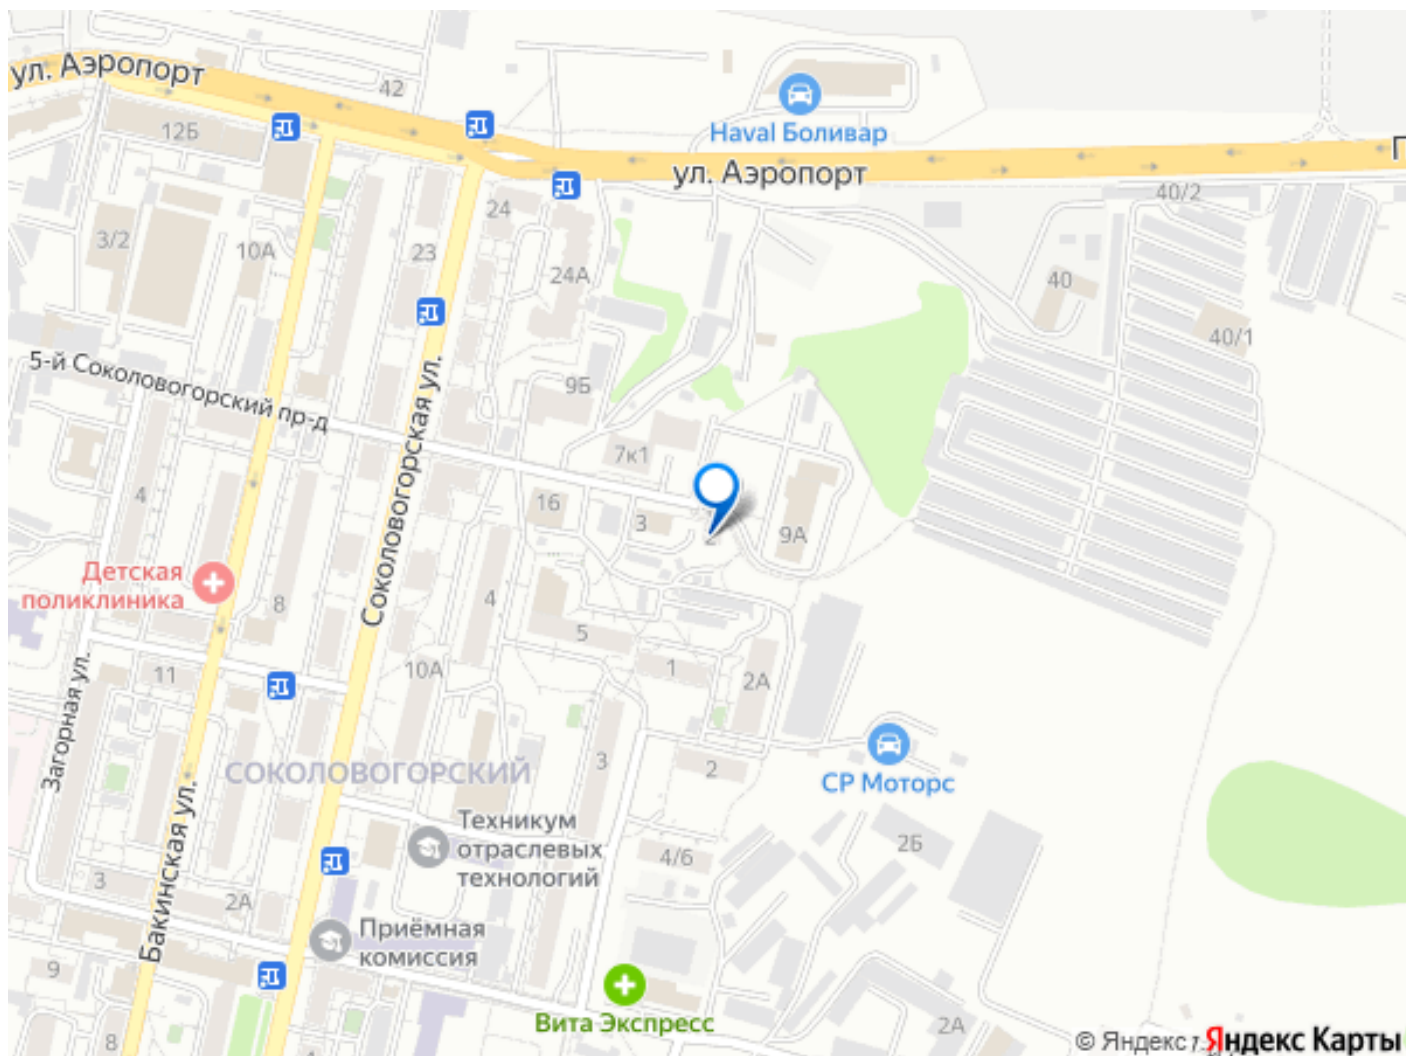 ул. Аэропорт
42
12Б
Haval Боливар
ул. Аэропорт
П
40/2
24
3/2
10А
23
24А
40
40/1
5-й Соколовогорский пр-д
9Б
7к1
Соколовогорская ул.
4
16
3
2
9А
Детская
поликлиника
8
4
5
11
10А
1
2А
Загорная ул.
3
2
СОКОЛОВОГОРСКИЙ
СР Моторс
Бакинская ул.
Техникум
отраслевых
технологий
4/6
2Б
3
2А
Приёмная
комиссия
9
Вита Экспресс
2А
8
4
© Яндекс
Яндекс Карты